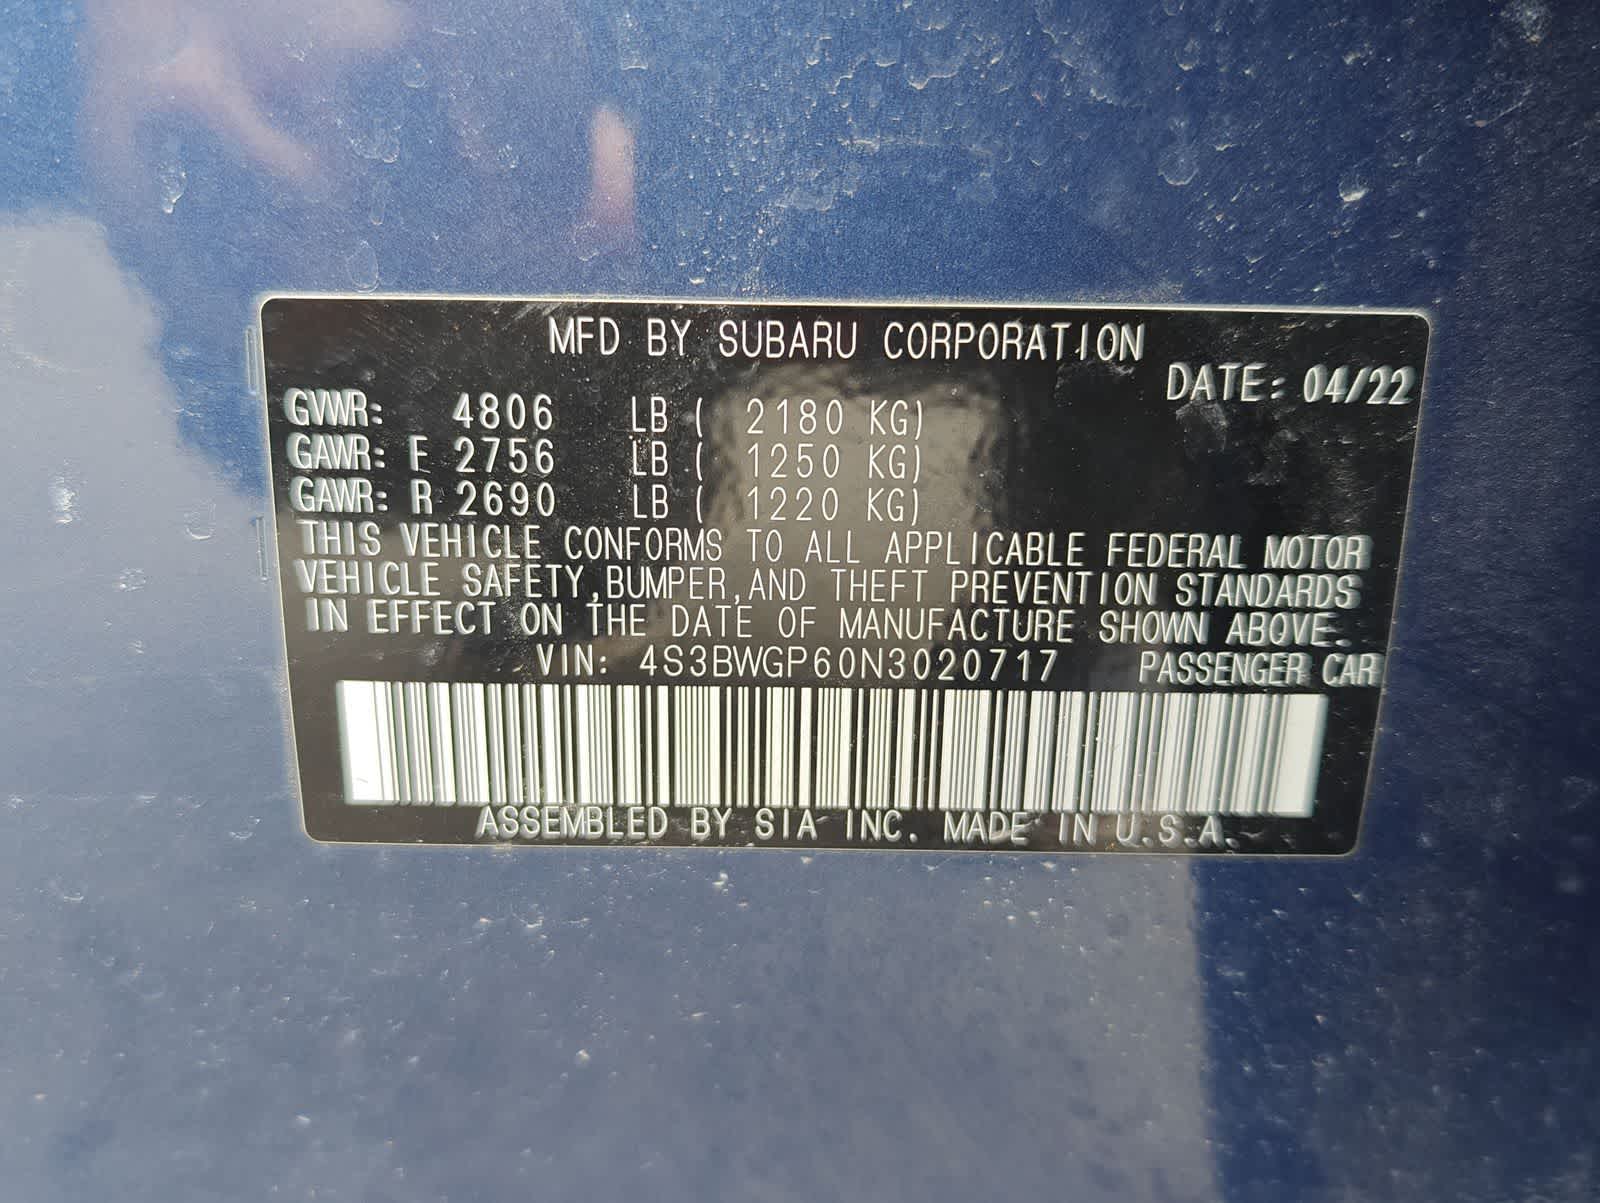 MFD BY SUBARU CORPORATION
DATE: 04/22
GVWR: 4806 LB ( 2180 KG)
GAWR: F 2756 LB ( 1250 KG)
GAWR: R 2690 LB ( 1220 KG)
THIS VEHICLE CONFORMS TO ALL APPLICABLE FEDERAL MOTOR
VEHICLE SAFETY,BUMPER,AND THEFT PREVENTION STANDARDS
IN EFFECT ON THE DATE OF MANUFACTURE SHOWN ABOVE.
VIN: 4S3BWGP60N3020717 PASSENGER CAR
ASSEMBLED BY SIA INC. MADE IN U.S.A.